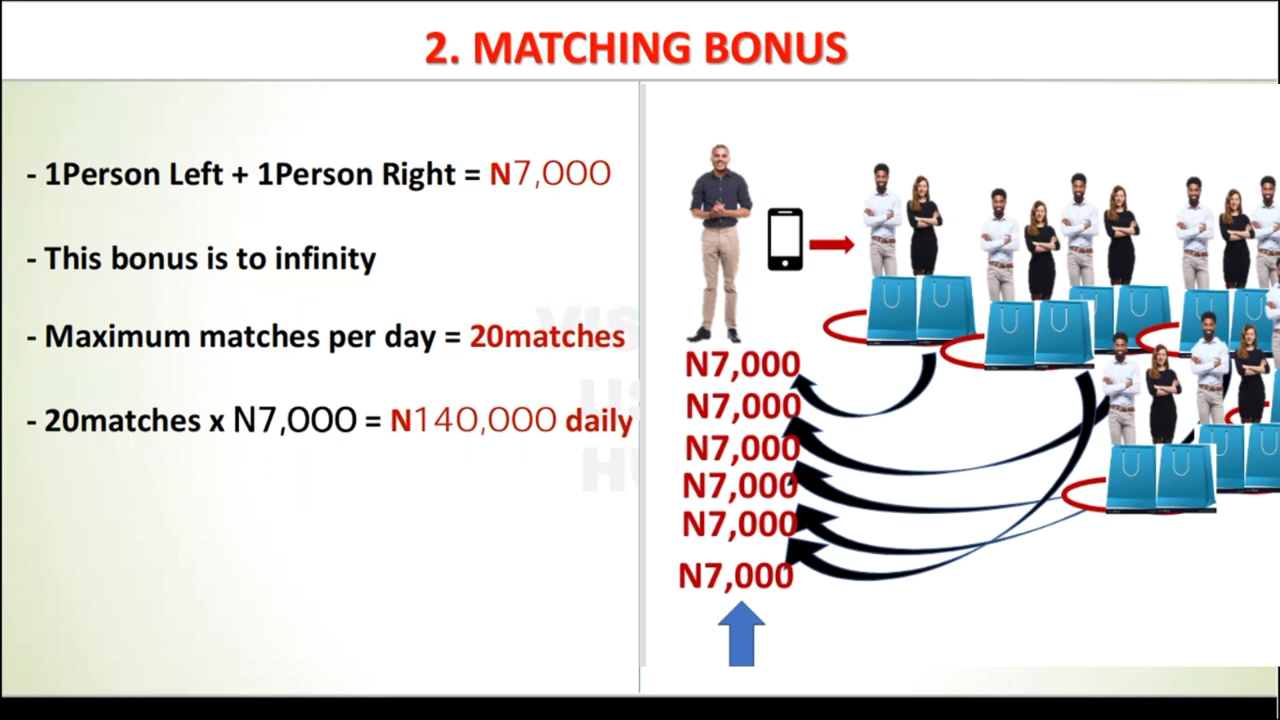 2. MATCHING BONUS
- 1Person Left + 1Person Right = N7,000
- This bonus is to infinity
- Maximum matches per day = 20matches
- 20matches x N7,000 = N140,000 daily
N7,000
N7,000
N7,000
N7,000
N7,000
N7,000